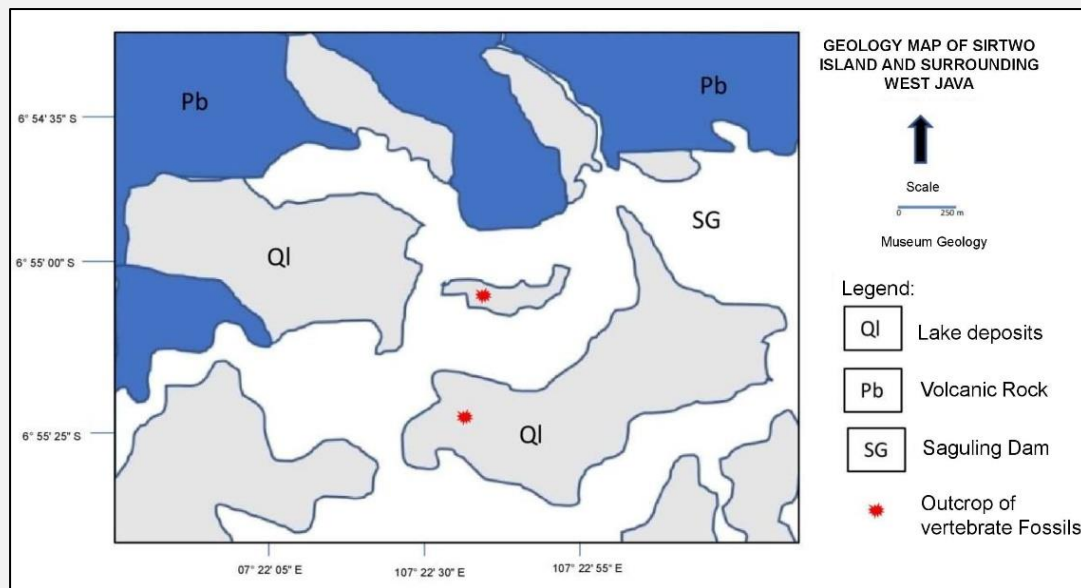 GEOLOGY MAP OF SIRTWO
ISLAND AND SURROUNDING
WEST JAVA
Scale
0 250 m
Museum Geology
Legend:
Ql Lake deposits
Pb Volcanic Rock
SG Saguling Dam
Outcrop of
vertebrate Fossils
Pb
Pb
6° 54' 35" S
SG
Ql
6° 55' 00" S
6° 55' 25" S
Ql
07° 22' 05" E
107° 22' 30" E
107° 22' 55" E